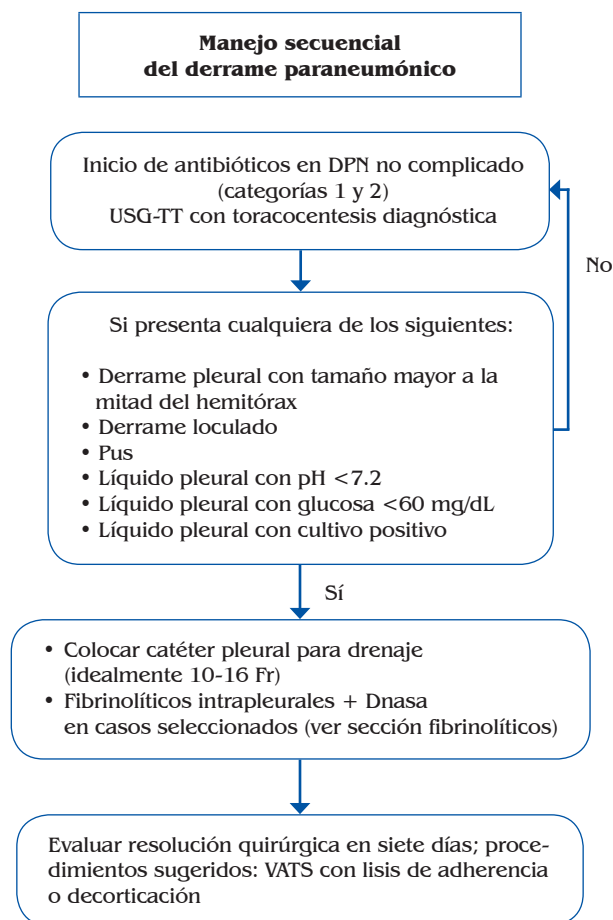 Manejo secuencial
del derrame paraneumónico
Inicio de antibióticos en DPN no complicado
(categorías 1 y 2)
USG-TT con toracocentesis diagnóstica
No
Si presenta cualquiera de los siguientes:
• Derrame pleural con tamaño mayor a la
mitad del hemitórax
• Derrame loculado
• Pus
• Líquido pleural con pH <7.2
• Líquido pleural con glucosa <60 mg/dL
• Líquido pleural con cultivo positivo
Sí
• Colocar catéter pleural para drenaje
(idealmente 10-16 Fr)
• Fibrinolíticos intrapleurales + Dnasa
en casos seleccionados (ver sección fibrinolíticos)
Evaluar resolución quirúrgica en siete días; proce-
dimientos sugeridos: VATS con lisis de adherencia
o decorticación